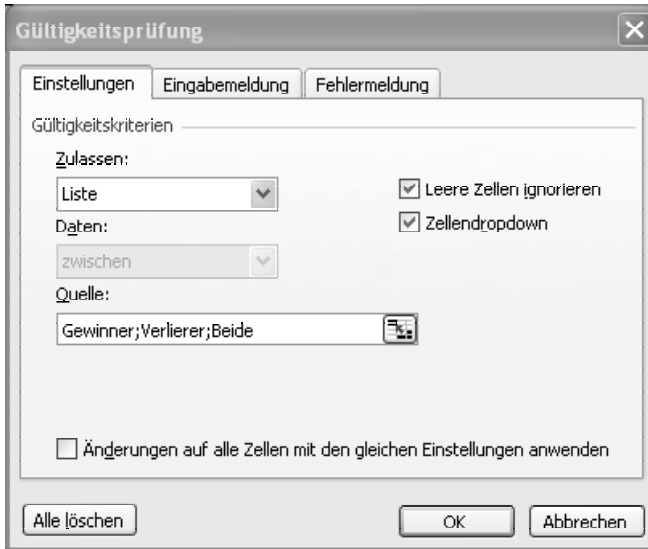 Gültigkeitsprüfung
Einstellungen Eingabemeldung Fehlermeldung
Gültigkeitskriterien
Zulassen:
Liste
Leere Zellen ignorieren
Daten:
Zellendropdown
zwischen
Quelle:
Gewinner;Verlierer;Beide
Änderungen auf alle Zellen mit den gleichen Einstellungen anwenden
Alle löschen OK Abbrechen